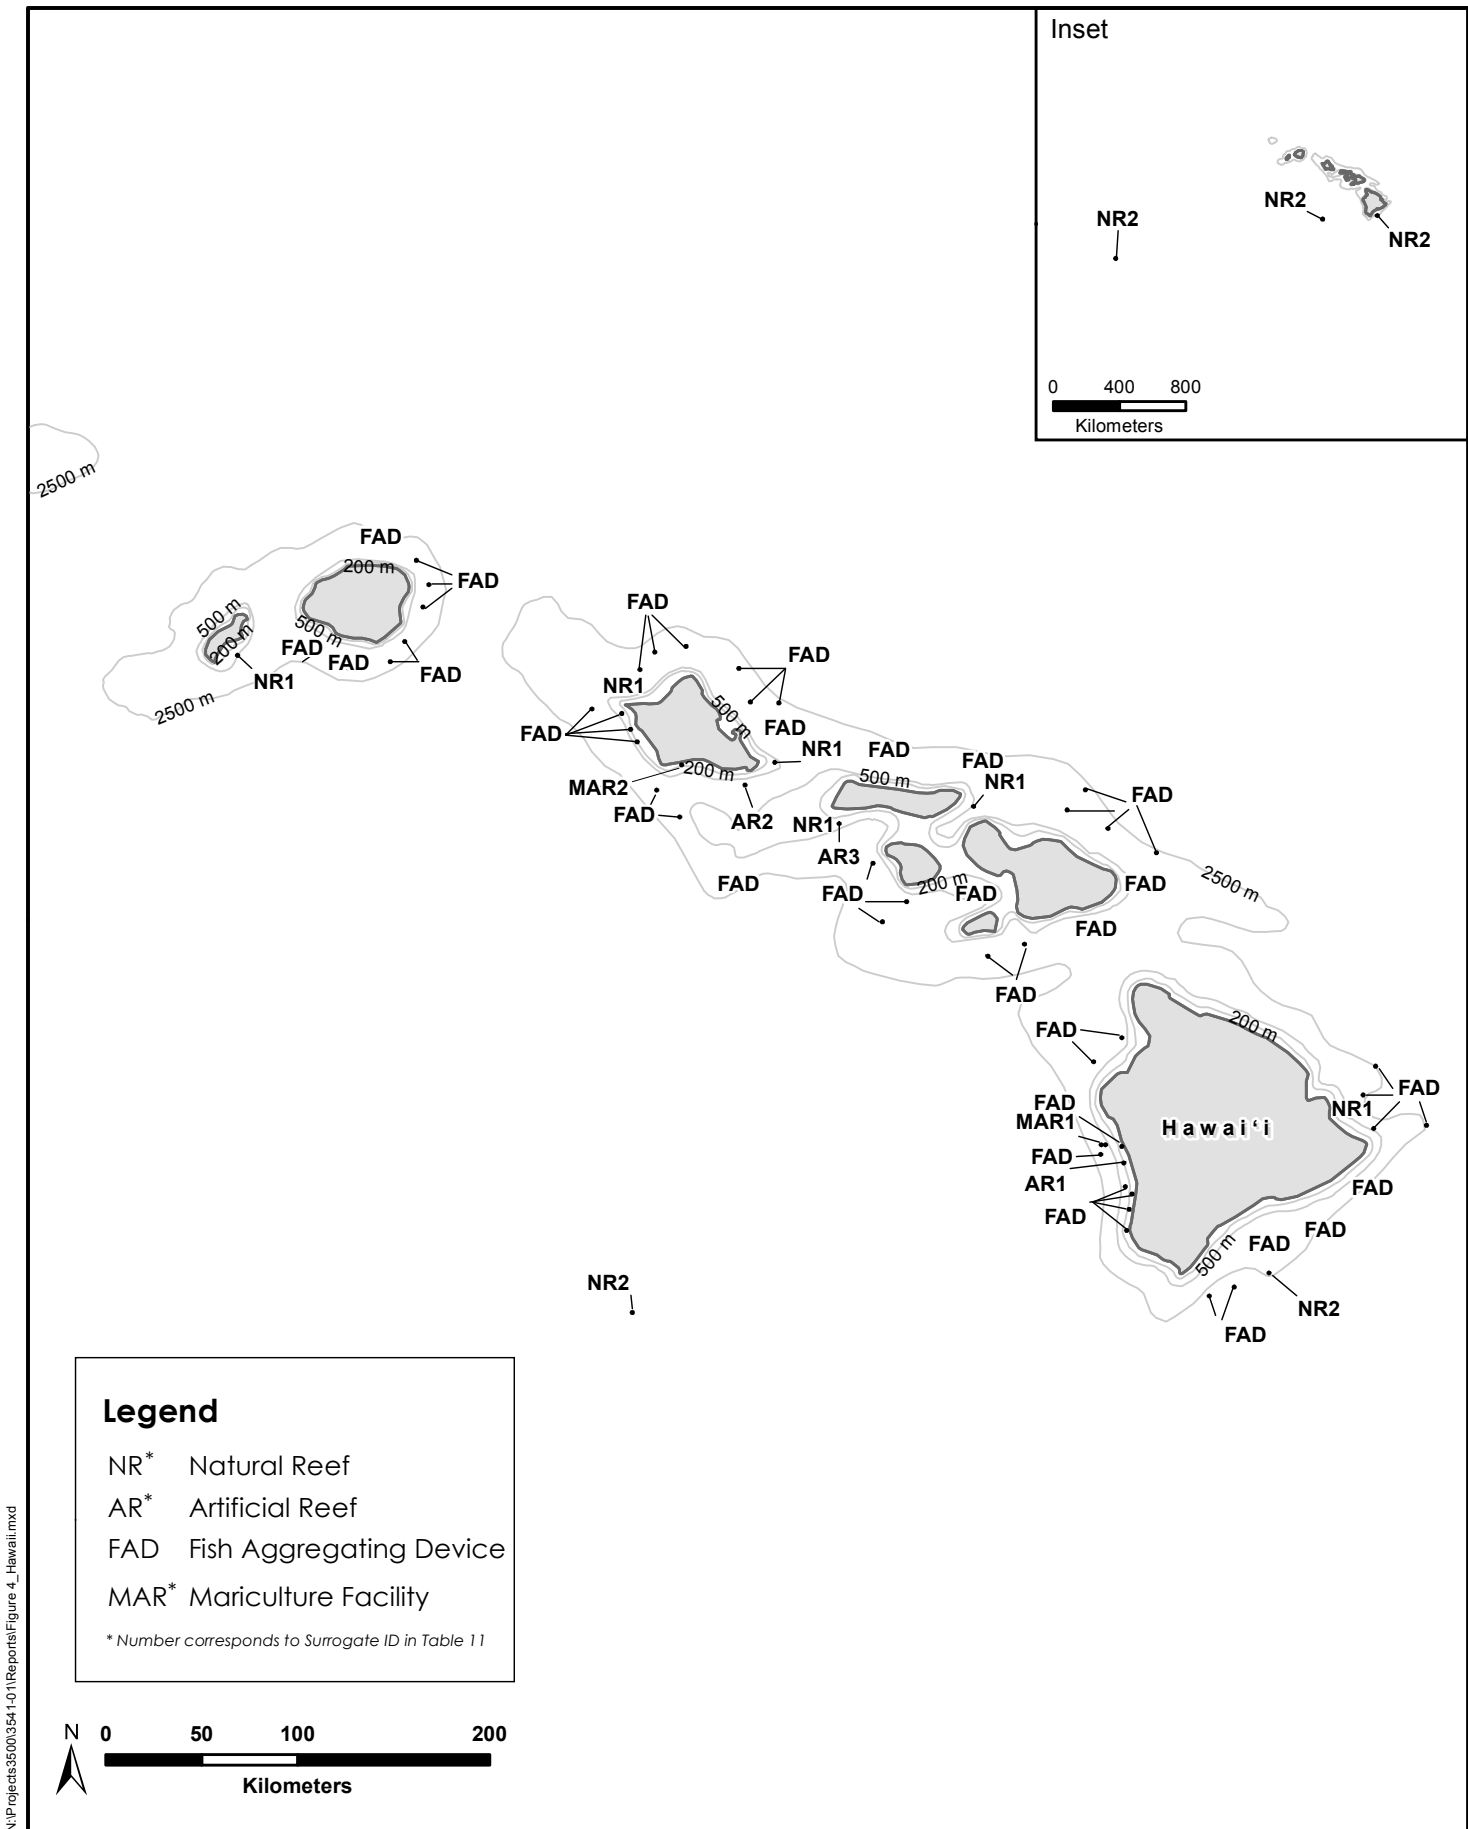 Inset
NR2
NR2
NR2
0 400 800
Kilometers
2500 m
FAD
200 m
FAD
500 m
200 m
500 m
FAD
FAD
FAD
NR1
2500 m
FAD
FAD
NR1
500 m
FAD
FAD
NR1
FAD
FAD
500 m
NR1
200 m
MAR2
FAD
AR2
NR1
AR3
FAD
FAD
FAD
200 m
FAD
FAD
2500 m
FAD
FAD
200 m
FAD
FAD
NR1
FAD
MAR1
Hawai‘i
FAD
AR1
FAD
FAD
FAD
FAD
500 m
NR2
NR2
FAD
Legend
NR* Natural Reef
AR* Artificial Reef
FAD Fish Aggregating Device
MAR* Mariculture Facility
* Number corresponds to Surrogate ID in Table 11
N
0 50 100 200
Kilometers
N:\Projects3500\3541-01\Reports\Figure 4_Hawaii.mxd